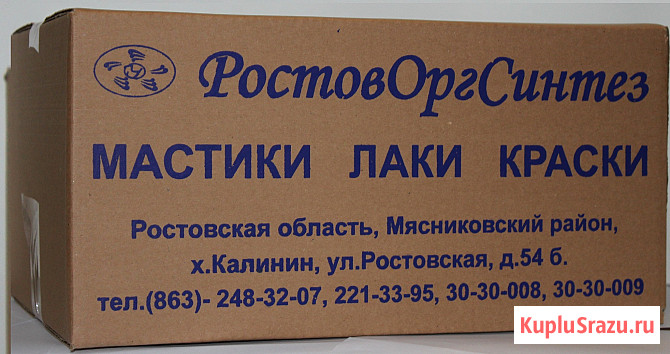 РостовОргСинтез
МАСТИКИ ЛАКИ КРАСКИ
Ростовская область, Мясниковский район,
х.Калинин, ул.Ростовская, д.54 б.
тел.(863)- 248-32-07, 221-33-95, 30-30-008, 30-30-009
KupluSrazu.ru